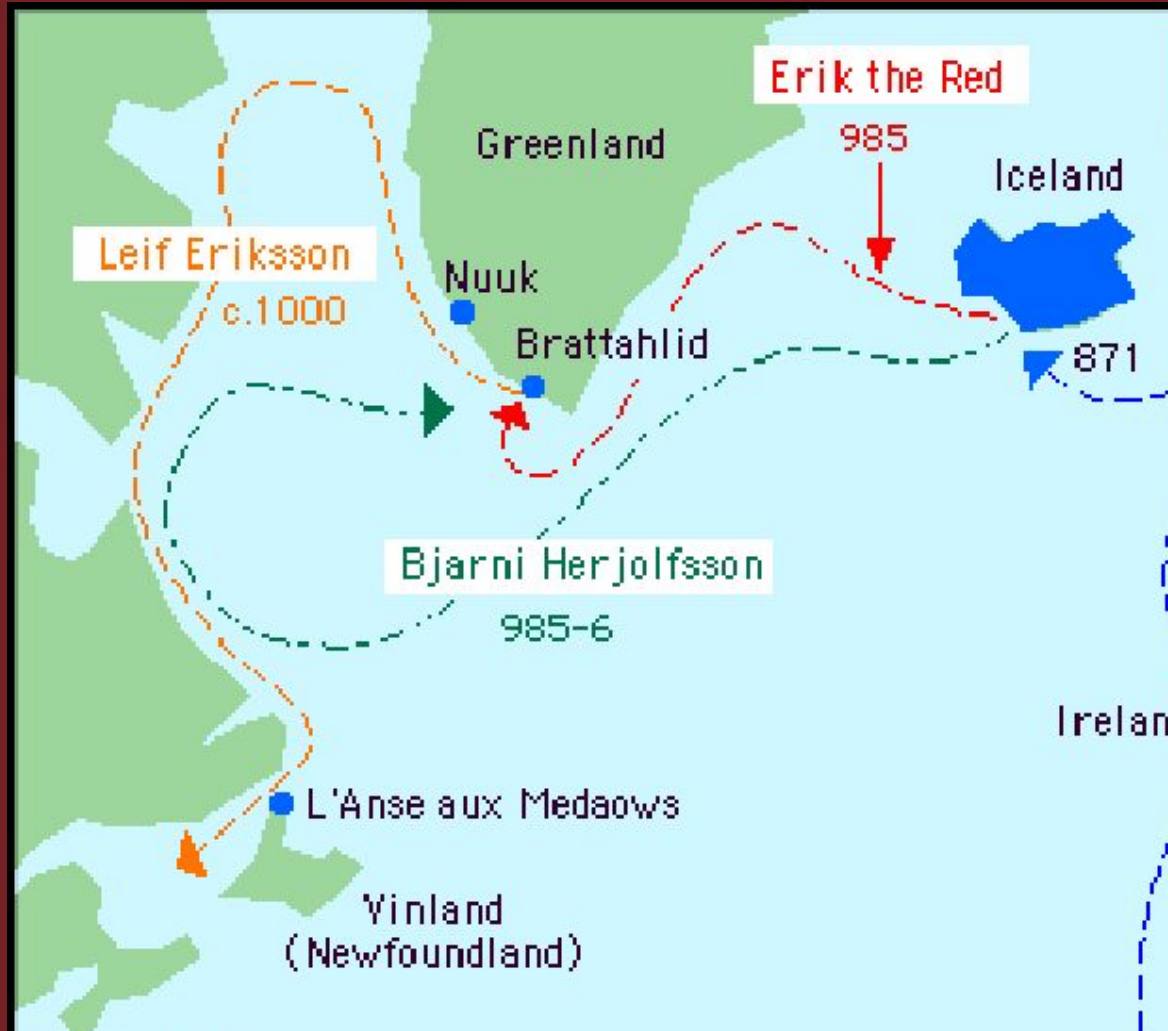 Erik the Red
985
Greenland
Iceland
Leif Eriksson
c.1000
Nuuk
Brattahlid
871
Bjarni Herjolfsson
985-6
Irelan
L'Anse aux Medaows
Vinland
(Newfoundland)